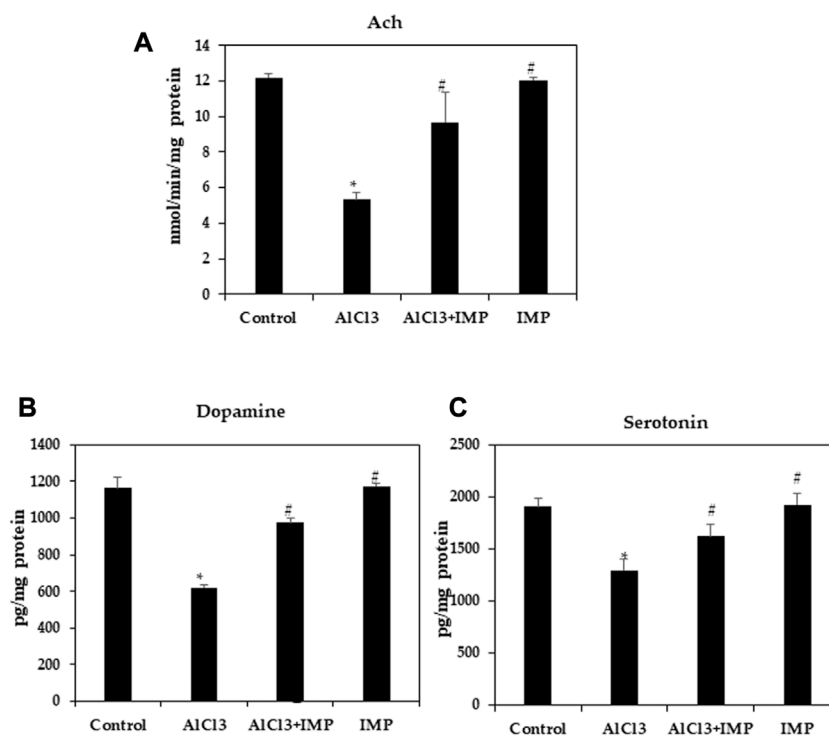 A
Ach
nmol/min/mg protein
14
12
10
8
6
4
2
0
*
#
#
Control AlCl3 AlCl3+IMP IMP
B
Dopamine
pg/mg protein
1400
1200
1000
800
600
400
200
0
*
#
#
Control AlCl3 AlCl3+IMP IMP
C
Serotonin
pg/mg protein
2500
2000
1500
1000
500
0
*
#
#
Control AlCl3 AlCl3+IMP IMP